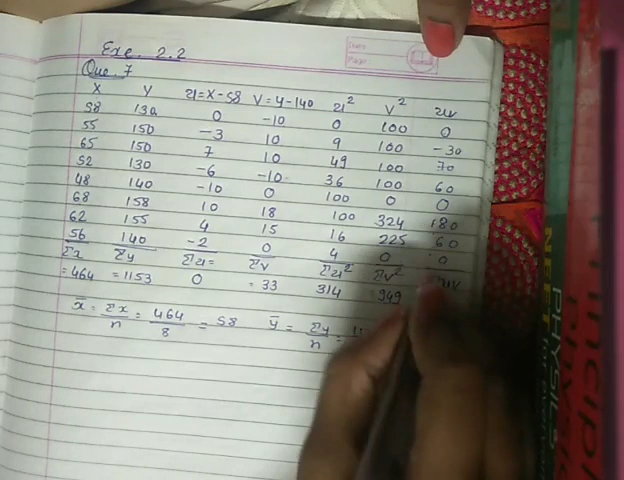 Exe. 2.2
Que. 7
X Y u=X-58 V=Y-140 u² v² uv
58 130 0 -10 0 100 0
55 150 -3 10 9 100 -30
65 150 7 10 49 100 70
52 130 -6 -10 36 100 60
48 140 -10 0 100 0 0
68 158 10 18 100 324 180
62 155 4 15 16 225 60
56 140 -2 0 4 0 0
Σx Σy Σu= Σv Σu² Σv²
=464 =1153 0 =33 314 =949
x̄ = Σx/n = 464/8 = 58 ȳ = Σy/n =
PHYSICS